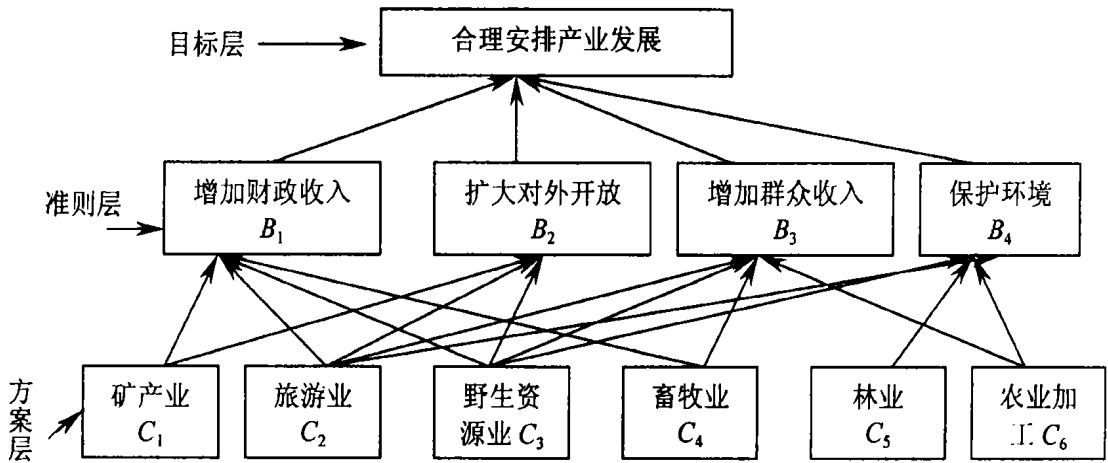 目标层
合理安排产业发展
准则层
增加财政收入
B₁
扩大对外开放
B₂
增加群众收入
B₃
保护环境
B₄
方案层
矿产业
C₁
旅游业
C₂
野生资
源业 C₃
畜牧业
C₄
林业
C₅
农业加
工 C₆